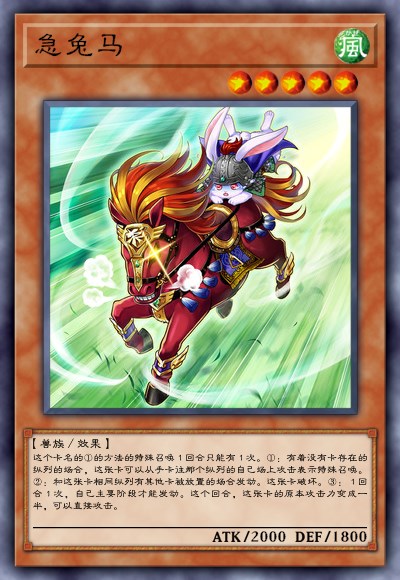 急兔马
風
【兽族／效果】
这个卡名的①的方法的特殊召唤1回合只能有1次。①：有着没有卡存在的
纵列的场合，这张卡可以从手卡往那个纵列的自己场上攻击表示特殊召唤。
②：和这张卡相同纵列有其他卡被放置的场合发动。这张卡破坏。③：1回
合1次，自己主要阶段才能发动。这个回合，这张卡的原本攻击力变成一
半，可以直接攻击。
ATK/2000 DEF/1800